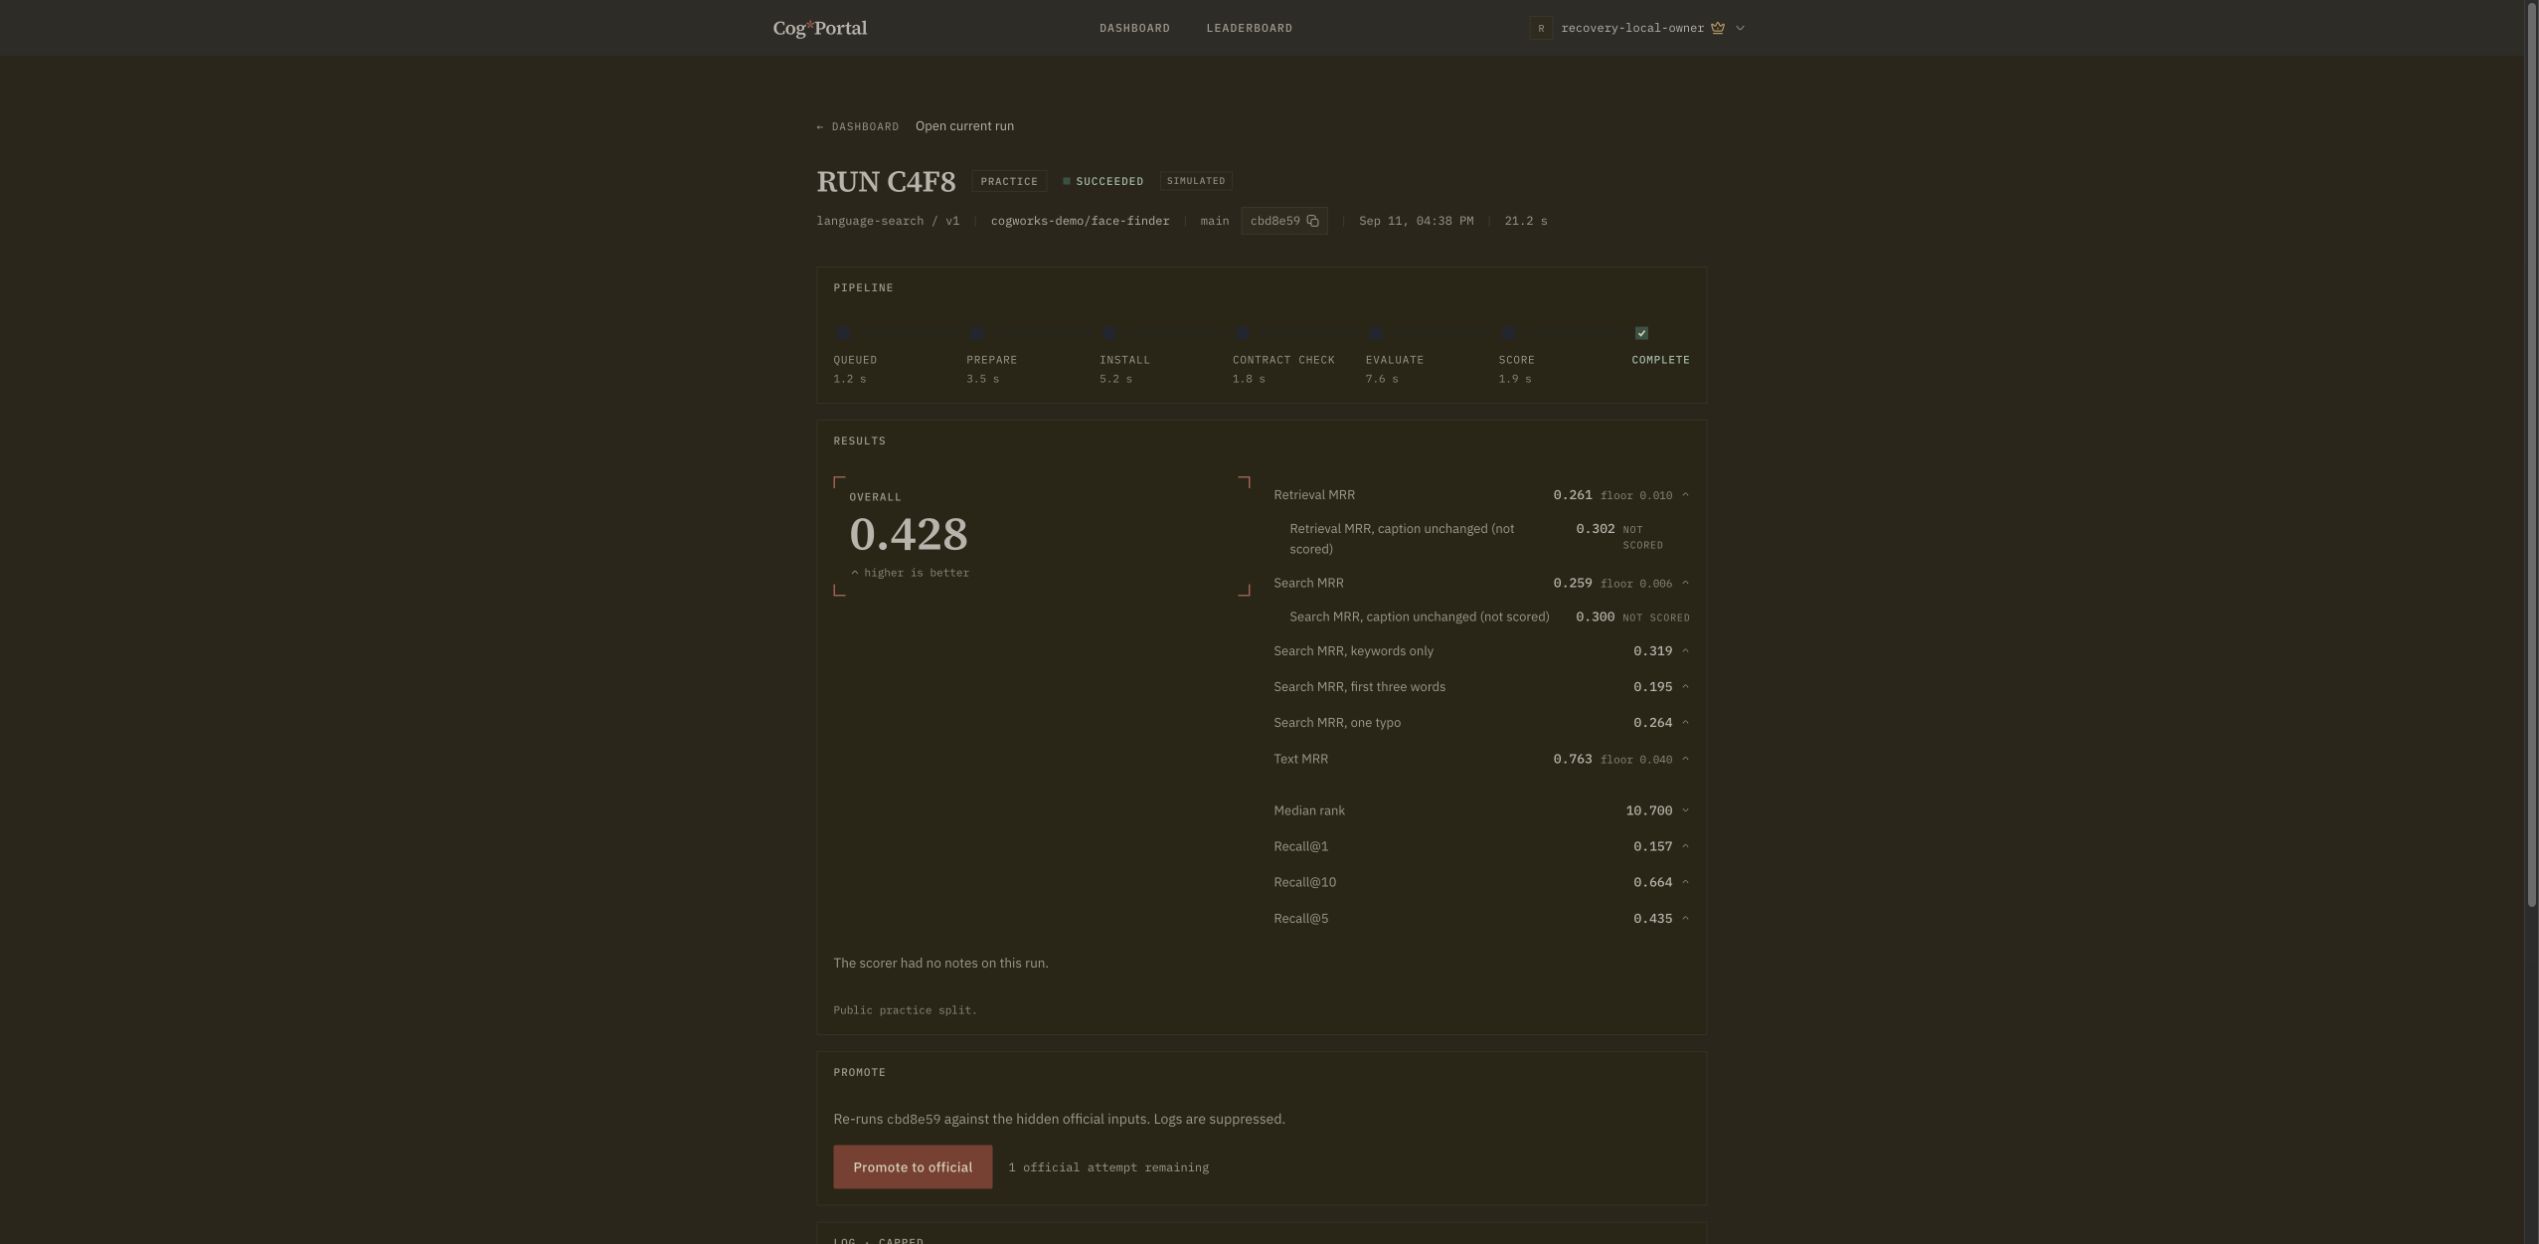 Cog*Portal
DASHBOARD
LEADERBOARD
R
recovery-local-owner
← DASHBOARD
Open current run
RUN C4F8
PRACTICE
SUCCEEDED
SIMULATED
language-search / v1
cogworks-demo/face-finder
main
cbd8e59
Sep 11, 04:38 PM
21.2 s
PIPELINE
QUEUED
1.2 s
PREPARE
3.5 s
INSTALL
5.2 s
CONTRACT CHECK
1.8 s
EVALUATE
7.6 s
SCORE
1.9 s
COMPLETE
RESULTS
OVERALL
0.428
^ higher is better
Retrieval MRR 0.261 floor 0.010
Retrieval MRR, caption unchanged (not
scored)
0.302 NOT
SCORED
Search MRR 0.259 floor 0.006
Search MRR, caption unchanged (not scored) 0.300 NOT SCORED
Search MRR, keywords only 0.319
Search MRR, first three words 0.195
Search MRR, one typo 0.264
Text MRR 0.763 floor 0.040
Median rank 10.700
Recall@1 0.157
Recall@10 0.664
Recall@5 0.435
The scorer had no notes on this run.
Public practice split.
PROMOTE
Re-runs cbd8e59 against the hidden official inputs. Logs are suppressed.
Promote to official
1 official attempt remaining
LOG · CAPPED